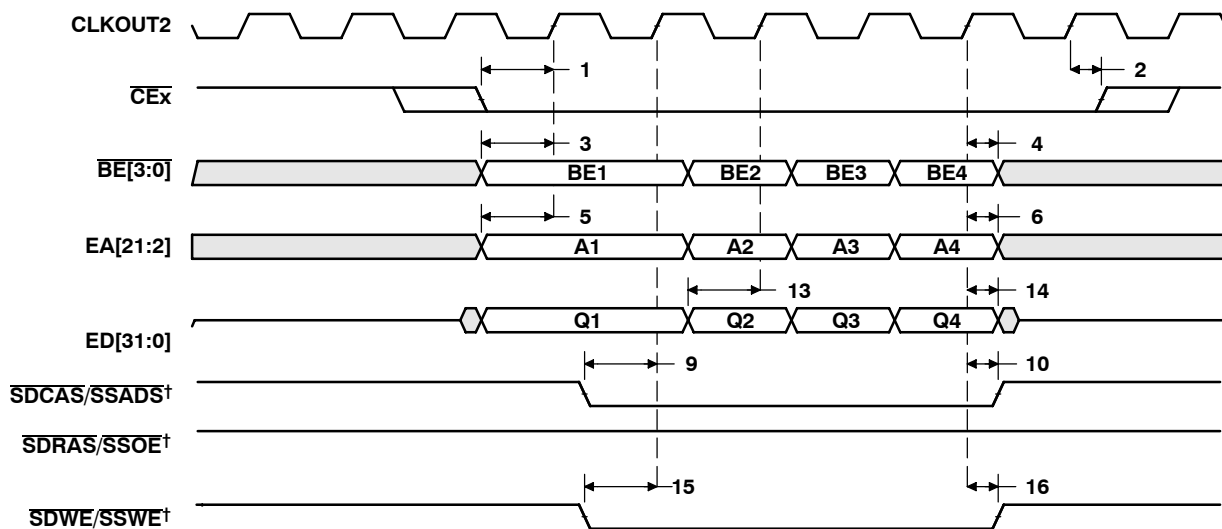 CLKOUT2
1 2
CEx
3 4
BE[3:0] BE1 BE2 BE3 BE4
5 6
EA[21:2] A1 A2 A3 A4
13 14
ED[31:0] Q1 Q2 Q3 Q4
9 10
SDCAS/SSADS†
SDRAS/SSOE†
15 16
SDWE/SSWE†